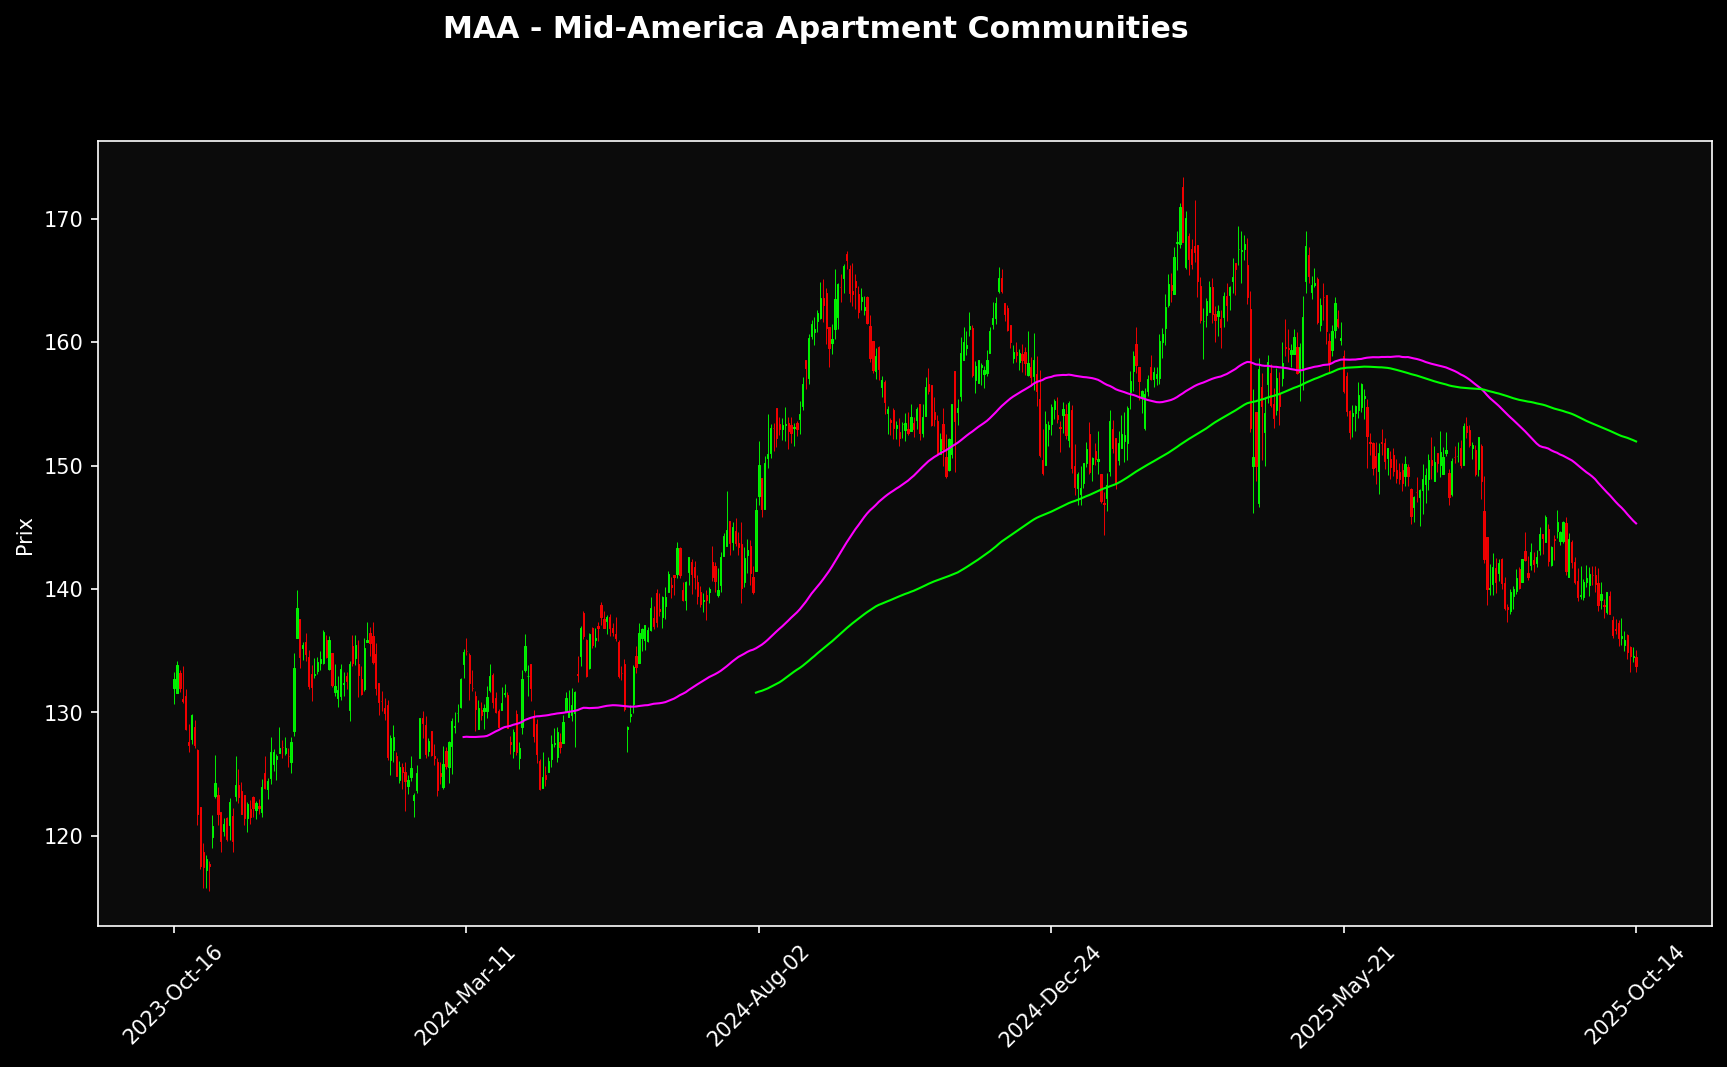 MAA - Mid-America Apartment Communities
Prix
170
160
150
140
130
120
2023-Oct-16
2024-Mar-11
2024-Aug-02
2024-Dec-24
2025-May-21
2025-Oct-14